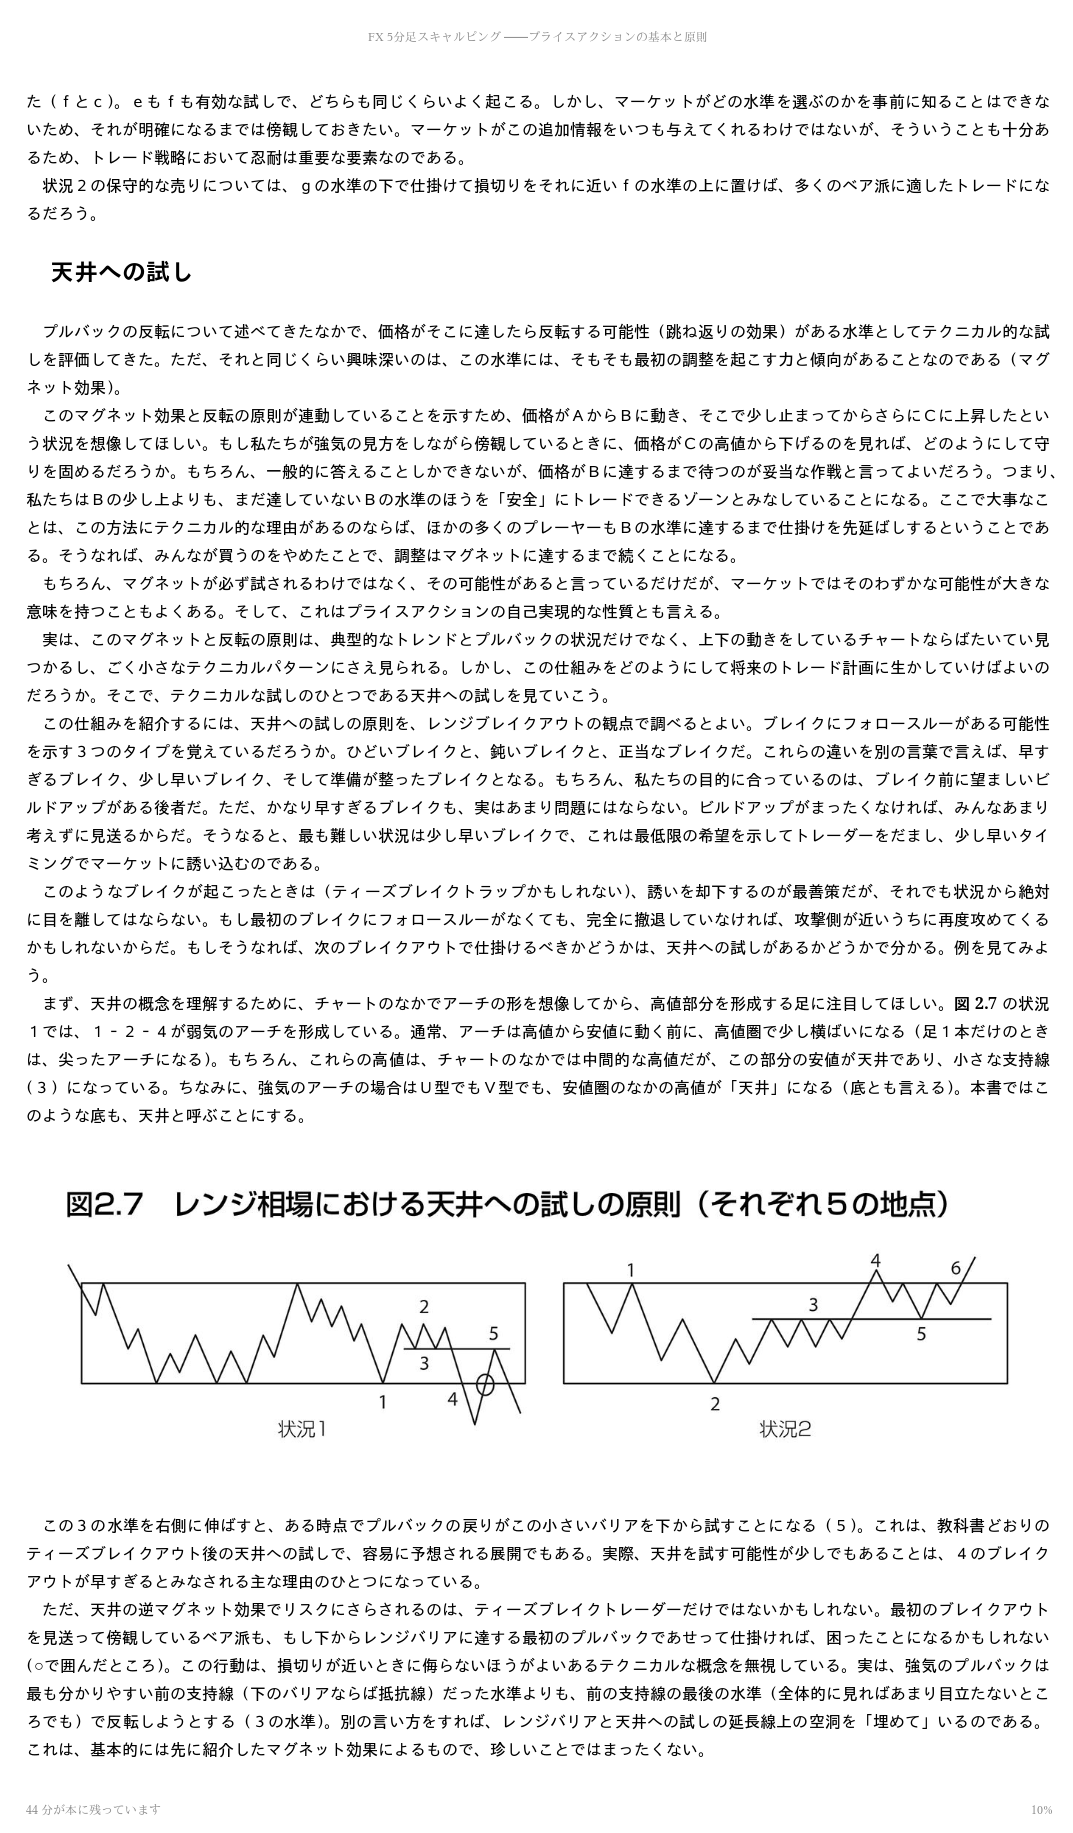 FX 5分足スキャルピング ――プライスアクションの基本と原則
た（ｆとｃ）。ｅもｆも有効な試しで、どちらも同じくらいよく起こる。しかし、マーケットがどの水準を選ぶのかを事前に知ることはできな
いため、それが明確になるまでは傍観しておきたい。マーケットがこの追加情報をいつも与えてくれるわけではないが、そういうことも十分あ
るため、トレード戦略において忍耐は重要な要素なのである。
状況２の保守的な売りについては、ｇの水準の下で仕掛けて損切りをそれに近いｆの水準の上に置けば、多くのベア派に適したトレードにな
るだろう。
天井への試し
プルバックの反転について述べてきたなかで、価格がそこに達したら反転する可能性（跳ね返りの効果）がある水準としてテクニカル的な試
しを評価してきた。ただ、それと同じくらい興味深いのは、この水準には、そもそも最初の調整を起こす力と傾向があることなのである（マグ
ネット効果）。
このマグネット効果と反転の原則が連動していることを示すため、価格がＡからＢに動き、そこで少し止まってからさらにＣに上昇したとい
う状況を想像してほしい。もし私たちが強気の見方をしながら傍観しているときに、価格がＣの高値から下げるのを見れば、どのようにして守
りを固めるだろうか。もちろん、一般的に答えることしかできないが、価格がＢに達するまで待つのが妥当な作戦と言ってよいだろう。つまり、
私たちはＢの少し上よりも、まだ達していないＢの水準のほうを「安全」にトレードできるゾーンとみなしていることになる。ここで大事なこ
とは、この方法にテクニカル的な理由があるのならば、ほかの多くのプレーヤーもＢの水準に達するまで仕掛けを先延ばしするということであ
る。そうなれば、みんなが買うのをやめたことで、調整はマグネットに達するまで続くことになる。
もちろん、マグネットが必ず試されるわけではなく、その可能性があると言っているだけだが、マーケットではそのわずかな可能性が大きな
意味を持つこともよくある。そして、これはプライスアクションの自己実現的な性質とも言える。
実は、このマグネットと反転の原則は、典型的なトレンドとプルバックの状況だけでなく、上下の動きをしているチャートならばたいてい見
つかるし、ごく小さなテクニカルパターンにさえ見られる。しかし、この仕組みをどのようにして将来のトレード計画に生かしていけばよいの
だろうか。そこで、テクニカルな試しのひとつである天井への試しを見ていこう。
この仕組みを紹介するには、天井への試しの原則を、レンジブレイクアウトの観点で調べるとよい。ブレイクにフォロースルーがある可能性
を示す３つのタイプを覚えているだろうか。ひどいブレイクと、鈍いブレイクと、正当なブレイクだ。これらの違いを別の言葉で言えば、早す
ぎるブレイク、少し早いブレイク、そして準備が整ったブレイクとなる。もちろん、私たちの目的に合っているのは、ブレイク前に望ましいビ
ルドアップがある後者だ。ただ、かなり早すぎるブレイクも、実はあまり問題にはならない。ビルドアップがまったくなければ、みんなあまり
考えずに見送るからだ。そうなると、最も難しい状況は少し早いブレイクで、これは最低限の希望を示してトレーダーをだまし、少し早いタイ
ミングでマーケットに誘い込むのである。
このようなブレイクが起こったときは（ティーズブレイクトラップかもしれない）、誘いを却下するのが最善策だが、それでも状況から絶対
に目を離してはならない。もし最初のブレイクにフォロースルーがなくても、完全に撤退していなければ、攻撃側が近いうちに再度攻めてくる
かもしれないからだ。もしそうなれば、次のブレイクアウトで仕掛けるべきかどうかは、天井への試しがあるかどうかで分かる。例を見てみよ
う。
まず、天井の概念を理解するために、チャートのなかでアーチの形を想像してから、高値部分を形成する足に注目してほしい。図 2.7 の状況
１では、１‐２‐４が弱気のアーチを形成している。通常、アーチは高値から安値に動く前に、高値圏で少し横ばいになる（足１本だけのとき
は、尖ったアーチになる）。もちろん、これらの高値は、チャートのなかでは中間的な高値だが、この部分の安値が天井であり、小さな支持線
（３）になっている。ちなみに、強気のアーチの場合はＵ型でもＶ型でも、安値圏のなかの高値が「天井」になる（底とも言える）。本書ではこ
のような底も、天井と呼ぶことにする。
図2.7　レンジ相場における天井への試しの原則（それぞれ５の地点）
2
5
3
1
4
状況1
1
4
6
3
5
2
状況2
この３の水準を右側に伸ばすと、ある時点でプルバックの戻りがこの小さいバリアを下から試すことになる（５）。これは、教科書どおりの
ティーズブレイクアウト後の天井への試しで、容易に予想される展開でもある。実際、天井を試す可能性が少しでもあることは、４のブレイク
アウトが早すぎるとみなされる主な理由のひとつになっている。
ただ、天井の逆マグネット効果でリスクにさらされるのは、ティーズブレイクトレーダーだけではないかもしれない。最初のブレイクアウト
を見送って傍観しているベア派も、もし下からレンジバリアに達する最初のプルバックであせって仕掛ければ、困ったことになるかもしれない
（○で囲んだところ）。この行動は、損切りが近いときに侮らないほうがよいあるテクニカルな概念を無視している。実は、強気のプルバックは
最も分かりやすい前の支持線（下のバリアならば抵抗線）だった水準よりも、前の支持線の最後の水準（全体的に見ればあまり目立たないとこ
ろでも）で反転しようとする（３の水準）。別の言い方をすれば、レンジバリアと天井への試しの延長線上の空洞を「埋めて」いるのである。
これは、基本的には先に紹介したマグネット効果によるもので、珍しいことではまったくない。
44 分が本に残っています
10%